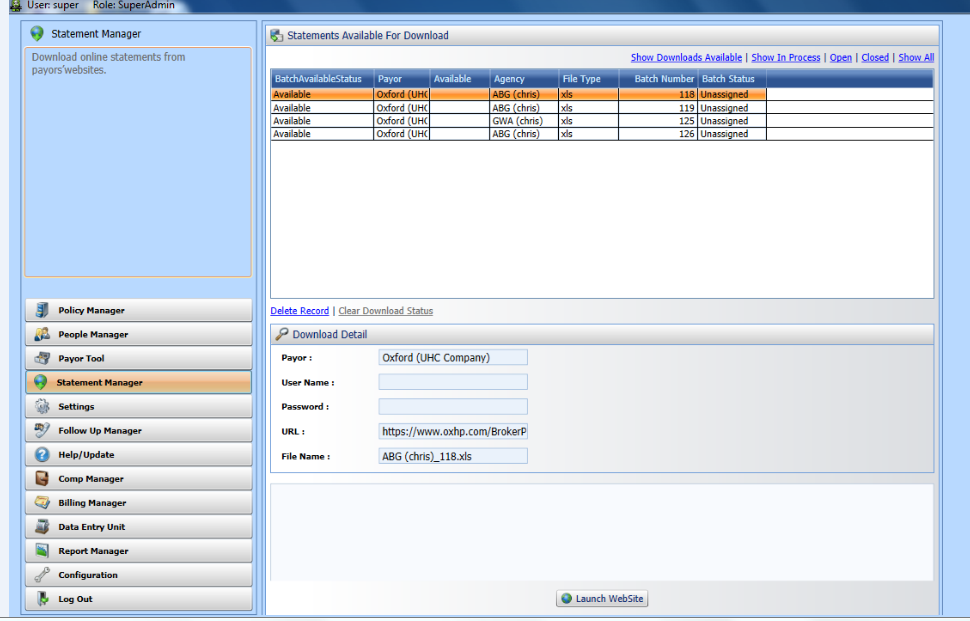 User: super Role: SuperAdmin
Statement Manager
Download online statements from
payors'websites.
Policy Manager
People Manager
Payor Tool
Statement Manager
Settings
Follow Up Manager
Help/Update
Comp Manager
Billing Manager
Data Entry Unit
Report Manager
Configuration
Log Out
Statements Available For Download
Show Downloads Available | Show In Process | Open | Closed | Show All
BatchAvailableStatus Payor Available Agency File Type Batch Number Batch Status
Available Oxford (UHC ABG (chris) xls 118 Unassigned
Available Oxford (UHC ABG (chris) xls 119 Unassigned
Available Oxford (UHC GWA (chris) xls 125 Unassigned
Available Oxford (UHC ABG (chris) xls 126 Unassigned
Delete Record | Clear Download Status
Download Detail
Payor : Oxford (UHC Company)
User Name :
Password :
URL : https://www.oxhp.com/BrokerP
File Name : ABG (chris)_118.xls
Launch WebSite